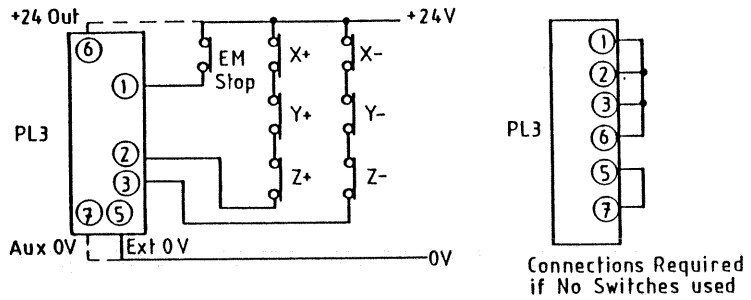 +24 Out
+24V
6
EM
Stop
X+
X-
1
PL3
Y+
Y-
2
3
Z+
Z-
7
5
Aux 0V
Ext 0V
0V
1
2
3
PL3
6
5
7
Connections Required
if No Switches used